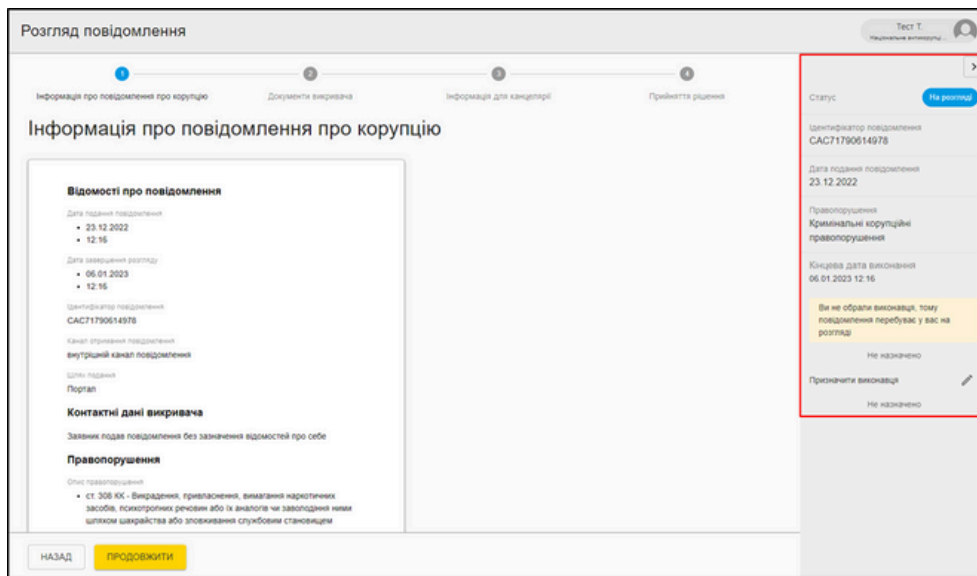 Розгляд повідомлення
Тест Т.
Національне антикорупці...
1
2
3
4
Інформація про повідомлення про корупцію
Документи викривача
Інформація для канцелярії
Прийняття рішення
Інформація про повідомлення про корупцію
Відомості про повідомлення
Дата подання повідомлення
23.12.2022
12:16
Дата завершення розгляду
06.01.2023
12:16
Ідентифікатор повідомлення
CAC71790614978
Канал отримання повідомлення
внутрішній канал повідомлення
Шлях подання
Портал
Контактні дані викривача
Заявник подав повідомлення без зазначення відомостей про себе
Правопорушення
Опис правопорушення
ст. 308 КК - Викрадення, привласнення, вимагання наркотичних
засобів, психотропних речовин або їх аналогів чи заволодіння ними
шляхом шахрайства або зловживання службовим становищем
НАЗАД
ПРОДОВЖИТИ
Статус
На розгляді
Ідентифікатор повідомлення
CAC71790614978
Дата подання повідомлення
23.12.2022
Правопорушення
Кримінальні корупційні
правопорушення
Кінцева дата виконання
06.01.2023 12:16
Ви не обрали виконавця, тому
повідомлення перебуває у вас на
розгляді
Не назначено
Призначити виконавця
Не назначено